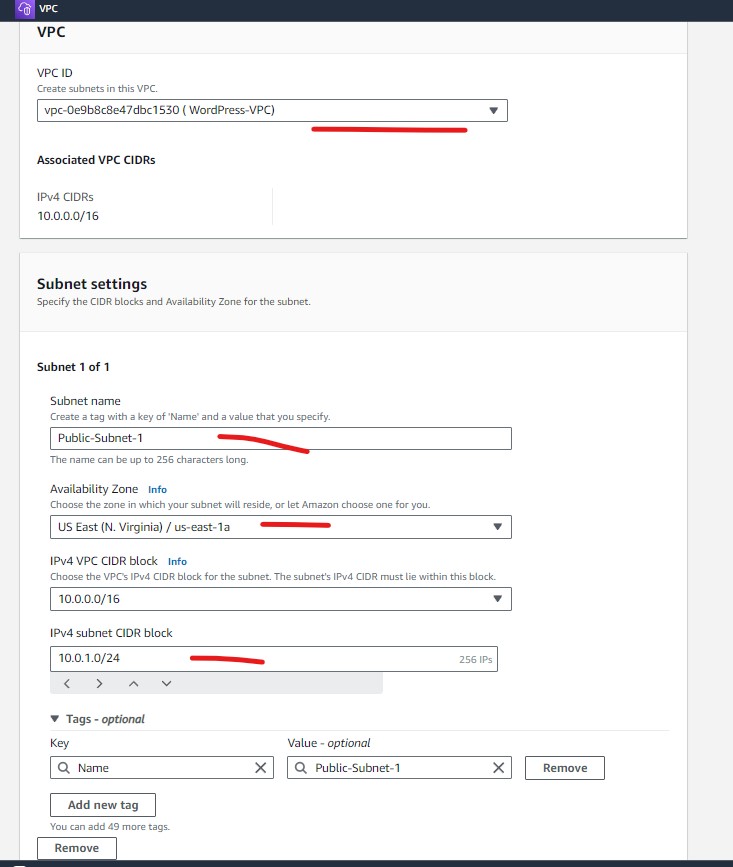 VPC
VPC
VPC ID
Create subnets in this VPC.
vpc-0e9b8c8e47dbc1530 ( WordPress-VPC)
Associated VPC CIDRs
IPv4 CIDRs
10.0.0.0/16
Subnet settings
Specify the CIDR blocks and Availability Zone for the subnet.
Subnet 1 of 1
Subnet name
Create a tag with a key of 'Name' and a value that you specify.
Public-Subnet-1
The name can be up to 256 characters long.
Availability Zone Info
Choose the zone in which your subnet will reside, or let Amazon choose one for you.
US East (N. Virginia) / us-east-1a
IPv4 VPC CIDR block Info
Choose the VPC's IPv4 CIDR block for the subnet. The subnet's IPv4 CIDR must lie within this block.
10.0.0.0/16
IPv4 subnet CIDR block
10.0.1.0/24 256 IPs
Tags - optional
Key Value - optional
Name Public-Subnet-1 Remove
Add new tag
You can add 49 more tags.
Remove